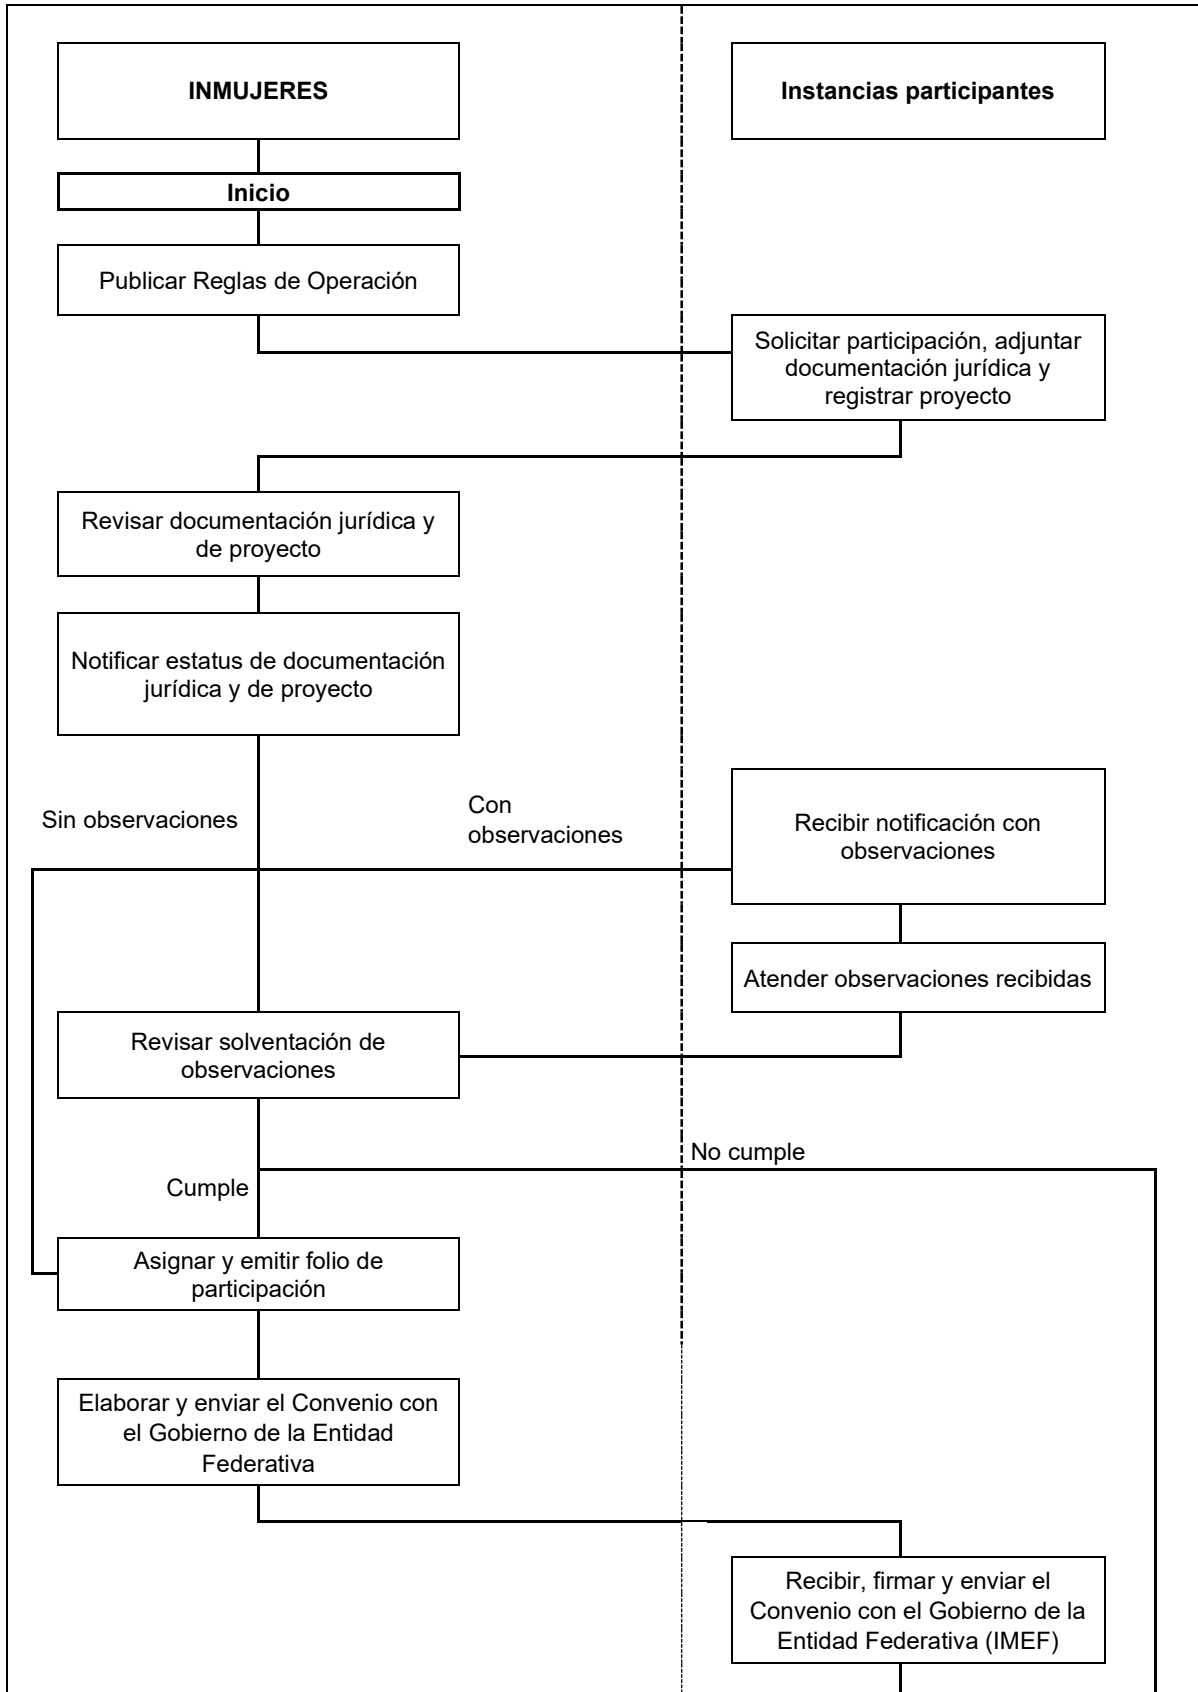 INMUJERES
Instancias participantes
Inicio
Publicar Reglas de Operación
Solicitar participación, adjuntar
documentación jurídica y
registrar proyecto
Revisar documentación jurídica y
de proyecto
Notificar estatus de documentación
jurídica y de proyecto
Sin observaciones
Con
observaciones
Recibir notificación con
observaciones
Atender observaciones recibidas
Revisar solventación de
observaciones
No cumple
Cumple
Asignar y emitir folio de
participación
Elaborar y enviar el Convenio con
el Gobierno de la Entidad
Federativa
Recibir, firmar y enviar el
Convenio con el Gobierno de la
Entidad Federativa (IMEF)